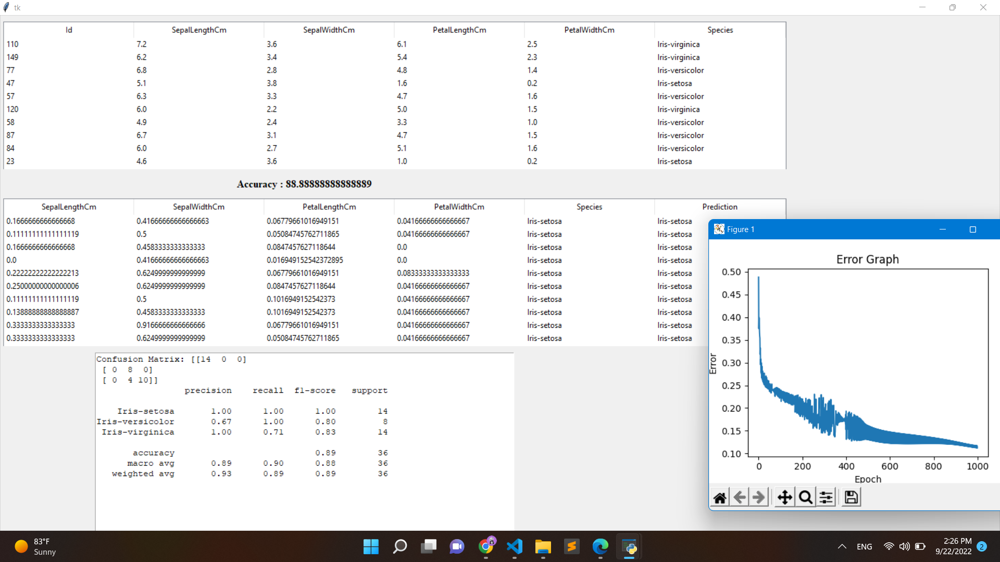 tk
Id SepalLengthCm SepalWidthCm PetalLengthCm PetalWidthCm Species
110 7.2 3.6 6.1 2.5 Iris-virginica
149 6.2 3.4 5.4 2.3 Iris-virginica
77 6.8 2.8 4.8 1.4 Iris-versicolor
47 5.1 3.8 1.6 0.2 Iris-setosa
57 6.3 3.3 4.7 1.6 Iris-versicolor
120 6.0 2.2 5.0 1.5 Iris-virginica
58 4.9 2.4 3.3 1.0 Iris-versicolor
87 6.7 3.1 4.7 1.5 Iris-versicolor
84 6.0 2.7 5.1 1.6 Iris-versicolor
23 4.6 3.6 1.0 0.2 Iris-setosa
Accuracy : 88.88888888888889
SepalLengthCm SepalWidthCm PetalLengthCm PetalWidthCm Species Prediction
0.1666666666666668 0.41666666666666663 0.06779661016949151 0.04166666666666667 Iris-setosa Iris-setosa
0.11111111111111119 0.5 0.05084745762711865 0.04166666666666667 Iris-setosa Iris-setosa
0.1666666666666668 0.4583333333333333 0.0847457627118644 0.0 Iris-setosa Iris-setosa
0.0 0.41666666666666663 0.016949152542372895 0.0 Iris-setosa Iris-setosa
0.22222222222222213 0.6249999999999999 0.06779661016949151 0.08333333333333333 Iris-setosa Iris-setosa
0.25000000000000006 0.6249999999999999 0.0847457627118644 0.04166666666666667 Iris-setosa Iris-setosa
0.11111111111111119 0.5 0.1016949152542373 0.04166666666666667 Iris-setosa Iris-setosa
0.13888888888888887 0.4583333333333333 0.1016949152542373 0.04166666666666667 Iris-setosa Iris-setosa
0.3333333333333333 0.9166666666666666 0.06779661016949151 0.04166666666666667 Iris-setosa Iris-setosa
0.3333333333333333 0.6249999999999999 0.05084745762711865 0.04166666666666667 Iris-setosa Iris-setosa
Confusion Matrix: [[14 0 0]
[ 0 8 0]
[ 0 4 10]]
precision recall f1-score support
Iris-setosa 1.00 1.00 1.00 14
Iris-versicolor 0.67 1.00 0.80 8
Iris-virginica 1.00 0.71 0.83 14
accuracy 0.89 36
macro avg 0.89 0.90 0.88 36
weighted avg 0.93 0.89 0.89 36
Figure 1
Error Graph
0.50
0.45
0.40
0.35
0.30
0.25
0.20
0.15
0.10
Error
0 200 400 600 800 1000
Epoch
83°F
Sunny
ENG
2:26 PM
9/22/2022
2